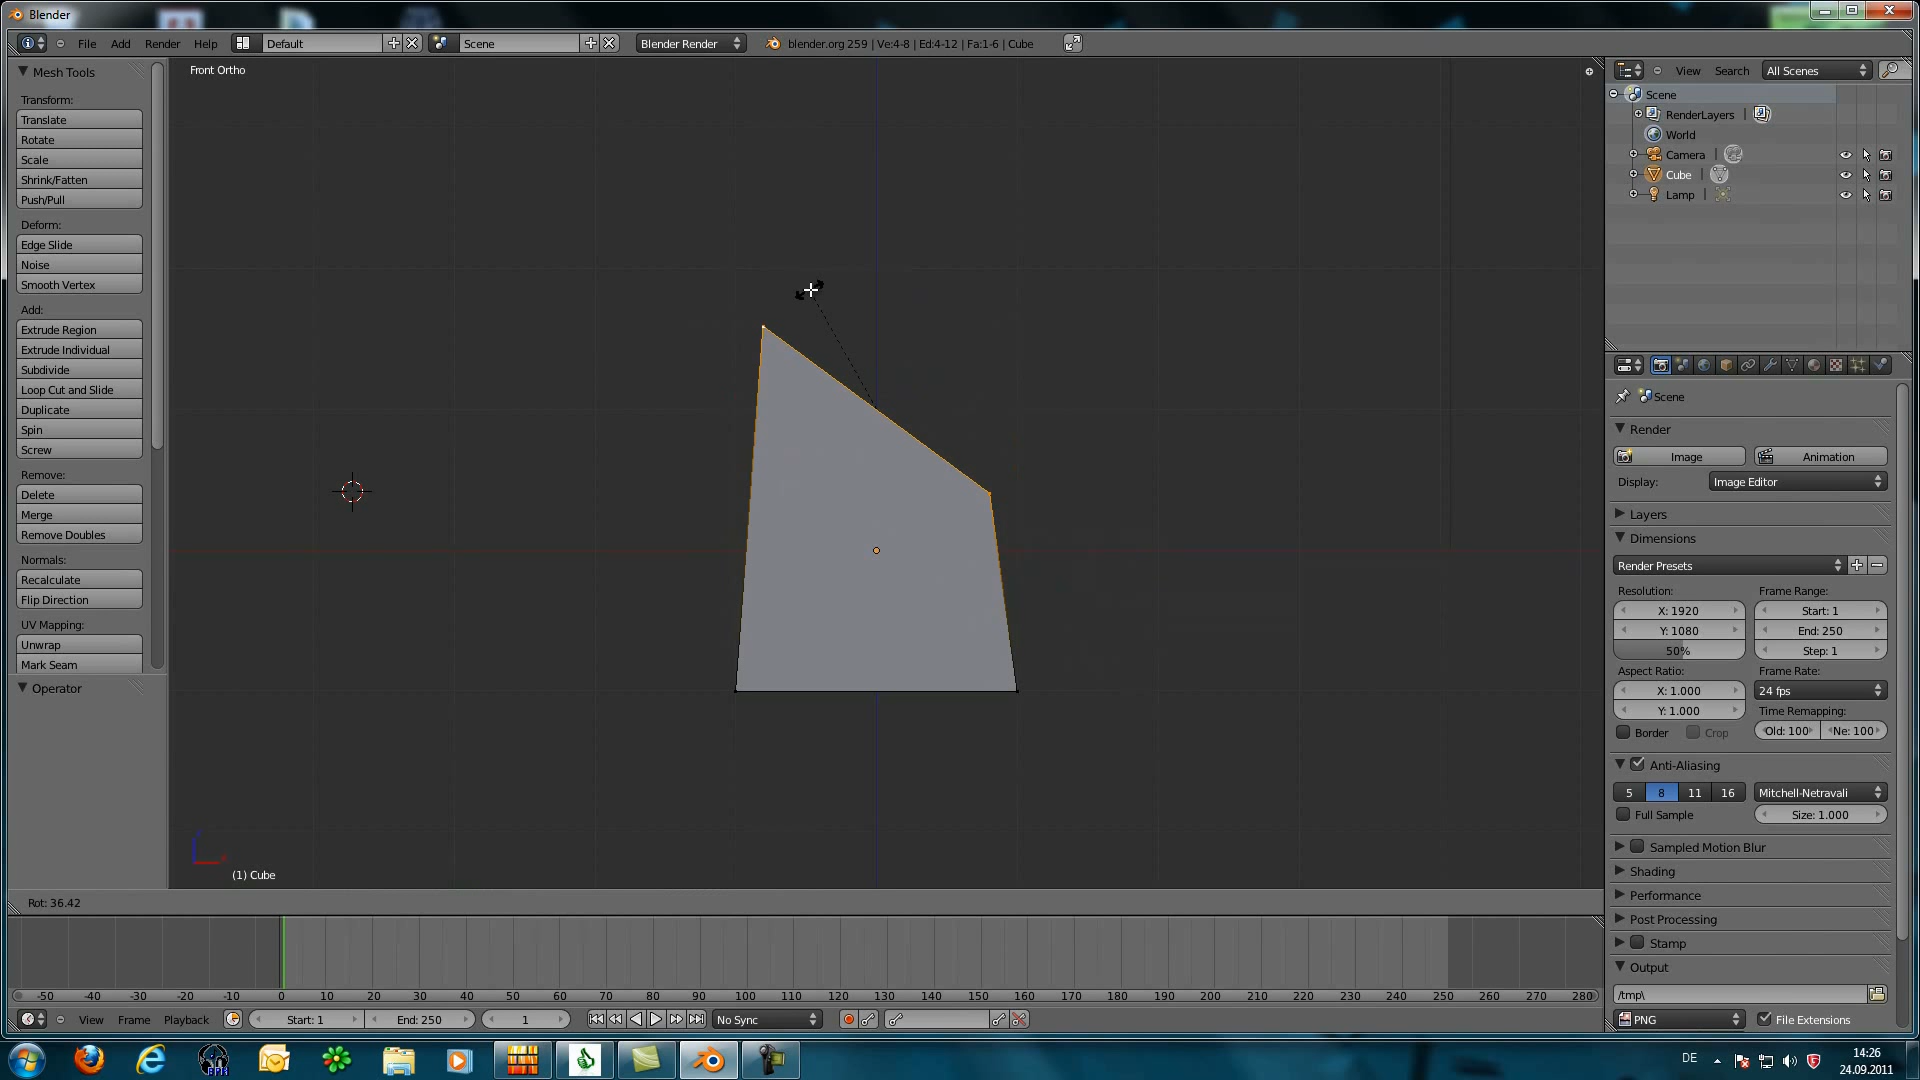 Blender
File Add Render Help Default Scene Blender Render blender.org 259 | Ve:4-8 | Ed:4-12 | Fa:1-6 | Cube
Mesh Tools
Transform:
Translate
Rotate
Scale
Shrink/Fatten
Push/Pull
Deform:
Edge Slide
Noise
Smooth Vertex
Add:
Extrude Region
Extrude Individual
Subdivide
Loop Cut and Slide
Duplicate
Spin
Screw
Remove:
Delete
Merge
Remove Doubles
Normals:
Recalculate
Flip Direction
UV Mapping:
Unwrap
Mark Seam
Operator
Front Ortho
(1) Cube
Rot: 36.42
View Search All Scenes
Scene
RenderLayers |
World
Camera |
Cube |
Lamp |
Scene
Render
Image Animation
Display: Image Editor
Layers
Dimensions
Render Presets
Resolution: Frame Range:
X: 1920 Start: 1
Y: 1080 End: 250
50% Step: 1
Aspect Ratio: Frame Rate:
X: 1.000 24 fps
Y: 1.000 Time Remapping:
Border Crop Old: 100 Ne: 100
Anti-Aliasing
5 8 11 16 Mitchell-Netravali
Full Sample Size: 1.000
Sampled Motion Blur
Shading
Performance
Post Processing
Stamp
Output
/tmp\
PNG File Extensions
-50 -40 -30 -20 -10 0 10 20 30 40 50 60 70 80 90 100 110 120 130 140 150 160 170 180 190 200 210 220 230 240 250 260 270 280
View Frame Playback Start: 1 End: 250 1 No Sync
DE 14:26
24.09.2011